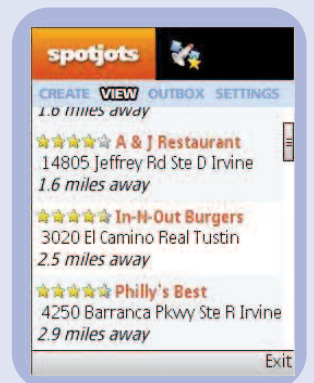 spotjots
CREATE VIEW OUTBOX SETTINGS
1.6 miles away
A & J Restaurant
14805 Jeffrey Rd Ste D Irvine
1.6 miles away
In-N-Out Burgers
3020 El Camino Real Tustin
2.5 miles away
Philly's Best
4250 Barranca Pkwy Ste R Irvine
2.9 miles away
Exit